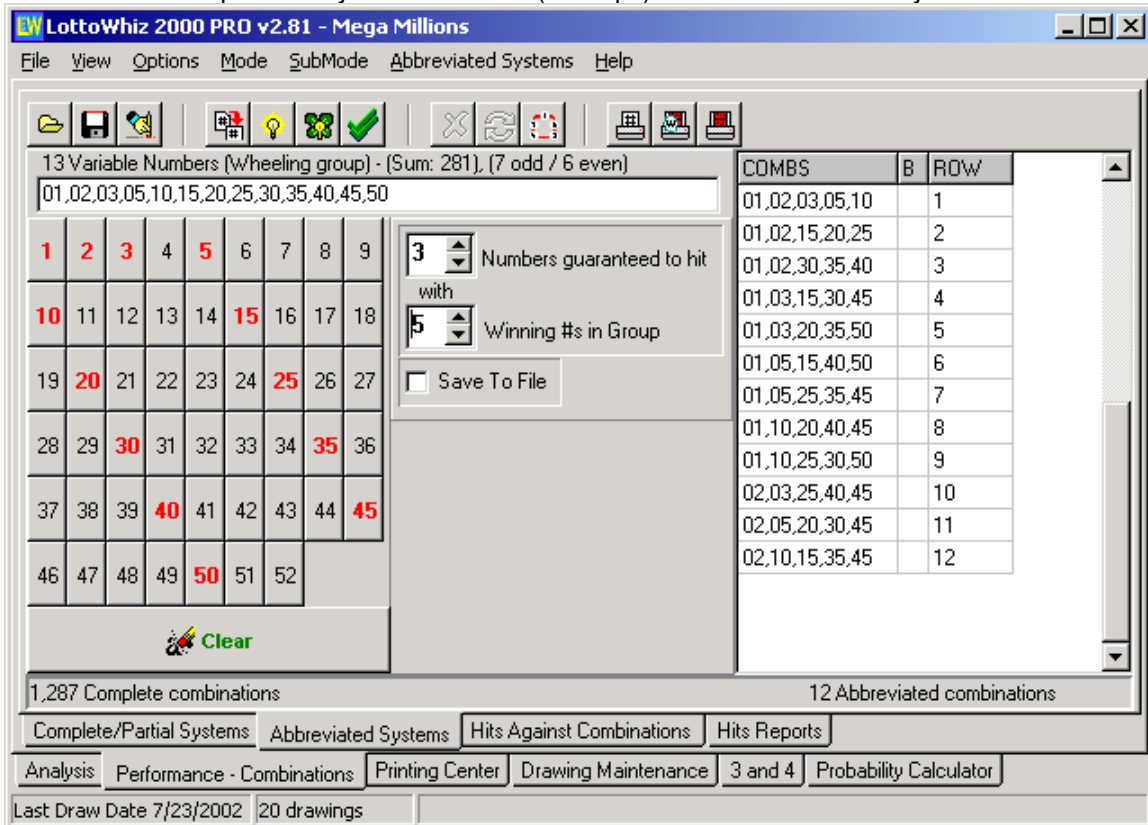 LottoWhiz 2000 PRO v2.81 - Mega Millions
File View Options Mode SubMode Abbreviated Systems Help
13 Variable Numbers (Wheeling group) - (Sum: 281), (7 odd / 6 even)
01,02,03,05,10,15,20,25,30,35,40,45,50
1 2 3 4 5 6 7 8 9
10 11 12 13 14 15 16 17 18
19 20 21 22 23 24 25 26 27
28 29 30 31 32 33 34 35 36
37 38 39 40 41 42 43 44 45
46 47 48 49 50 51 52
Clear
3 Numbers guaranteed to hit
with
5 Winning #s in Group
Save To File
COMBS B ROW
01,02,03,05,10 1
01,02,15,20,25 2
01,02,30,35,40 3
01,03,15,30,45 4
01,03,20,35,50 5
01,05,15,40,50 6
01,05,25,35,45 7
01,10,20,40,45 8
01,10,25,30,50 9
02,03,25,40,45 10
02,05,20,30,45 11
02,10,15,35,45 12
1,287 Complete combinations 12 Abbreviated combinations
Complete/Partial Systems Abbreviated Systems Hits Against Combinations Hits Reports
Analysis Performance - Combinations Printing Center Drawing Maintenance 3 and 4 Probability Calculator
Last Draw Date 7/23/2002 20 drawings